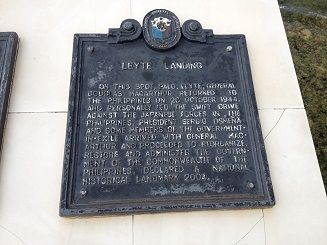 LEYTE LANDING
ON THIS SPOT, PALO, LEYTE, GENERAL
DOUGLAS MACARTHUR RETURNED TO
THE PHILIPPINES ON 20 OCTOBER 1944,
AND PERSONALLY LED THE SWIFT DRIVE
AGAINST THE JAPANESE FORCES IN THE
PHILIPPINES. PRESIDENT SERGIO OSMEÑA
AND SOME MEMBERS OF THE GOVERNMENT-
IN-EXILE ARRIVED WITH GENERAL MAC-
ARTHUR AND PROCEEDED TO REORGANIZE,
RESTORE AND ADMINISTER THE GOVERN-
MENT OF THE COMMONWEALTH OF THE
PHILIPPINES. DECLARED A NATIONAL
HISTORICAL LANDMARK 2004.